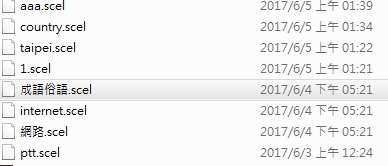 aaa.scel 2017/6/5 上午 01:39
country.scel 2017/6/5 上午 01:34
taipei.scel 2017/6/5 上午 01:22
1.scel 2017/6/5 上午 01:21
成語俗語.scel 2017/6/4 下午 05:21
internet.scel 2017/6/4 下午 05:21
網路.scel 2017/6/4 下午 05:21
ptt.scel 2017/6/3 上午 12:24